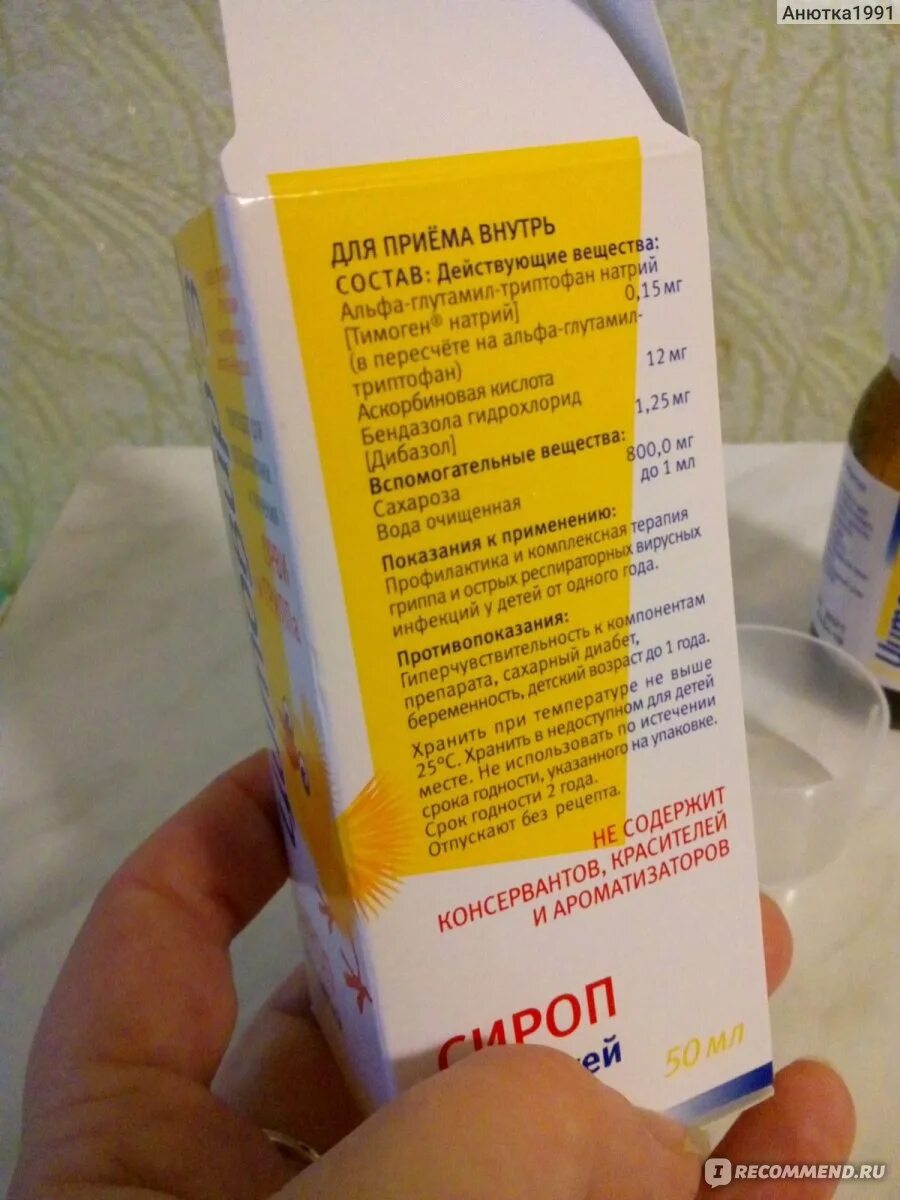 Анютка1991
ДЛЯ ПРИЁМА ВНУТРЬ
СОСТАВ: Действующие вещества:
Альфа-глутамил-триптофан натрий
[Тимоген® натрий] 0,15 мг
(в пересчёте на альфа-глутамил-
триптофан)
Аскорбиновая кислота 12 мг
Бендазола гидрохлорид
[Дибазол] 1,25 мг
Вспомогательные вещества:
Сахароза 800,0 мг
Вода очищенная до 1 мл
Показания к применению:
Профилактика и комплексная терапия
гриппа и острых респираторных вирусных
инфекций у детей от одного года.
Противопоказания:
Гиперчувствительность к компонентам
препарата, сахарный диабет,
беременность, детский возраст до 1 года.
Хранить при температуре не выше
25°С. Хранить в недоступном для детей
месте. Не использовать по истечении
срока годности, указанного на упаковке.
Срок годности 2 года.
Отпускают без рецепта.
НЕ СОДЕРЖИТ
КОНСЕРВАНТОВ, КРАСИТЕЛЕЙ
И АРОМАТИЗАТОРОВ
СИРОП
50 мл
IRECOMMEND.RU